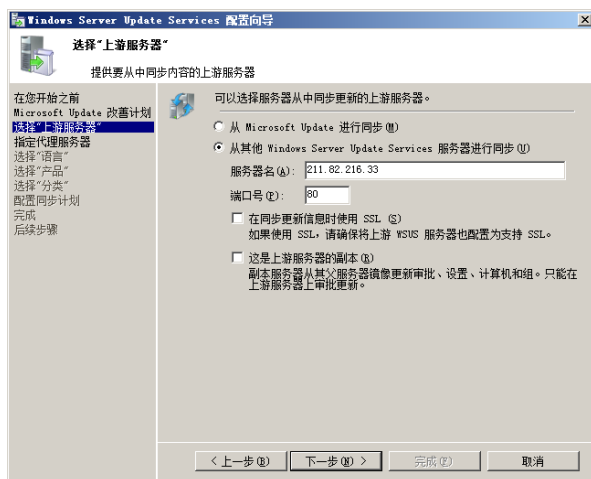 Windows Server Update Services 配置向导
选择“上游服务器”
提供要从中同步内容的上游服务器
在您开始之前
Microsoft Update 改善计划
选择“上游服务器”
指定代理服务器
选择“语言”
选择“产品”
选择“分类”
配置同步计划
完成
后续步骤
可以选择服务器从中同步更新的上游服务器。
从 Microsoft Update 进行同步(M)
从其他 Windows Server Update Services 服务器进行同步(U)
服务器名(A): 211.82.216.33
端口号(P): 80
在同步更新信息时使用 SSL (S)
如果使用 SSL，请确保将上游 WSUS 服务器也配置为支持 SSL。
这是上游服务器的副本(R)
副本服务器从其父服务器镜像更新审批、设置、计算机和组。只能在
上游服务器上审批更新。
< 上一步(B) 下一步(N) > 完成(F) 取消